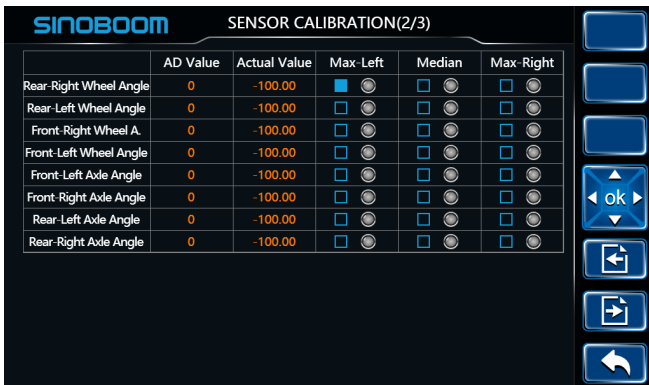 SINOBOOM SENSOR CALIBRATION(2/3)
AD Value Actual Value Max-Left Median Max-Right
Rear-Right Wheel Angle 0 -100.00
Rear-Left Wheel Angle 0 -100.00
Front-Right Wheel A. 0 -100.00
Front-Left Wheel Angle 0 -100.00
Front-Left Axle Angle 0 -100.00
Front-Right Axle Angle 0 -100.00
Rear-Left Axle Angle 0 -100.00
Rear-Right Axle Angle 0 -100.00
ok